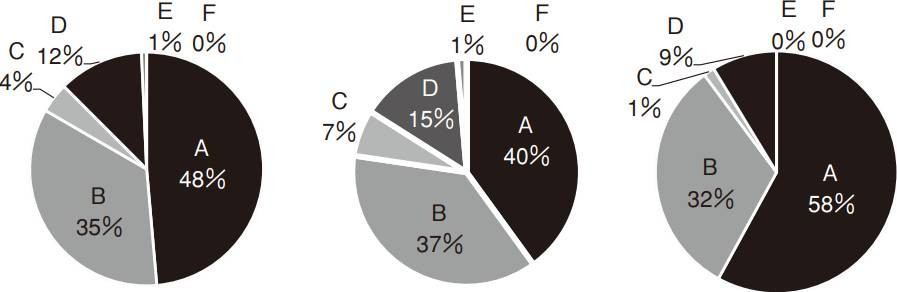 E F
D 1% 0%
12%
C
4%
A
48%
B
35%
E F
1% 0%
D
15%
C
7%
A
40%
B
37%
E F
0% 0%
D
9%
C
1%
B
32%
A
58%